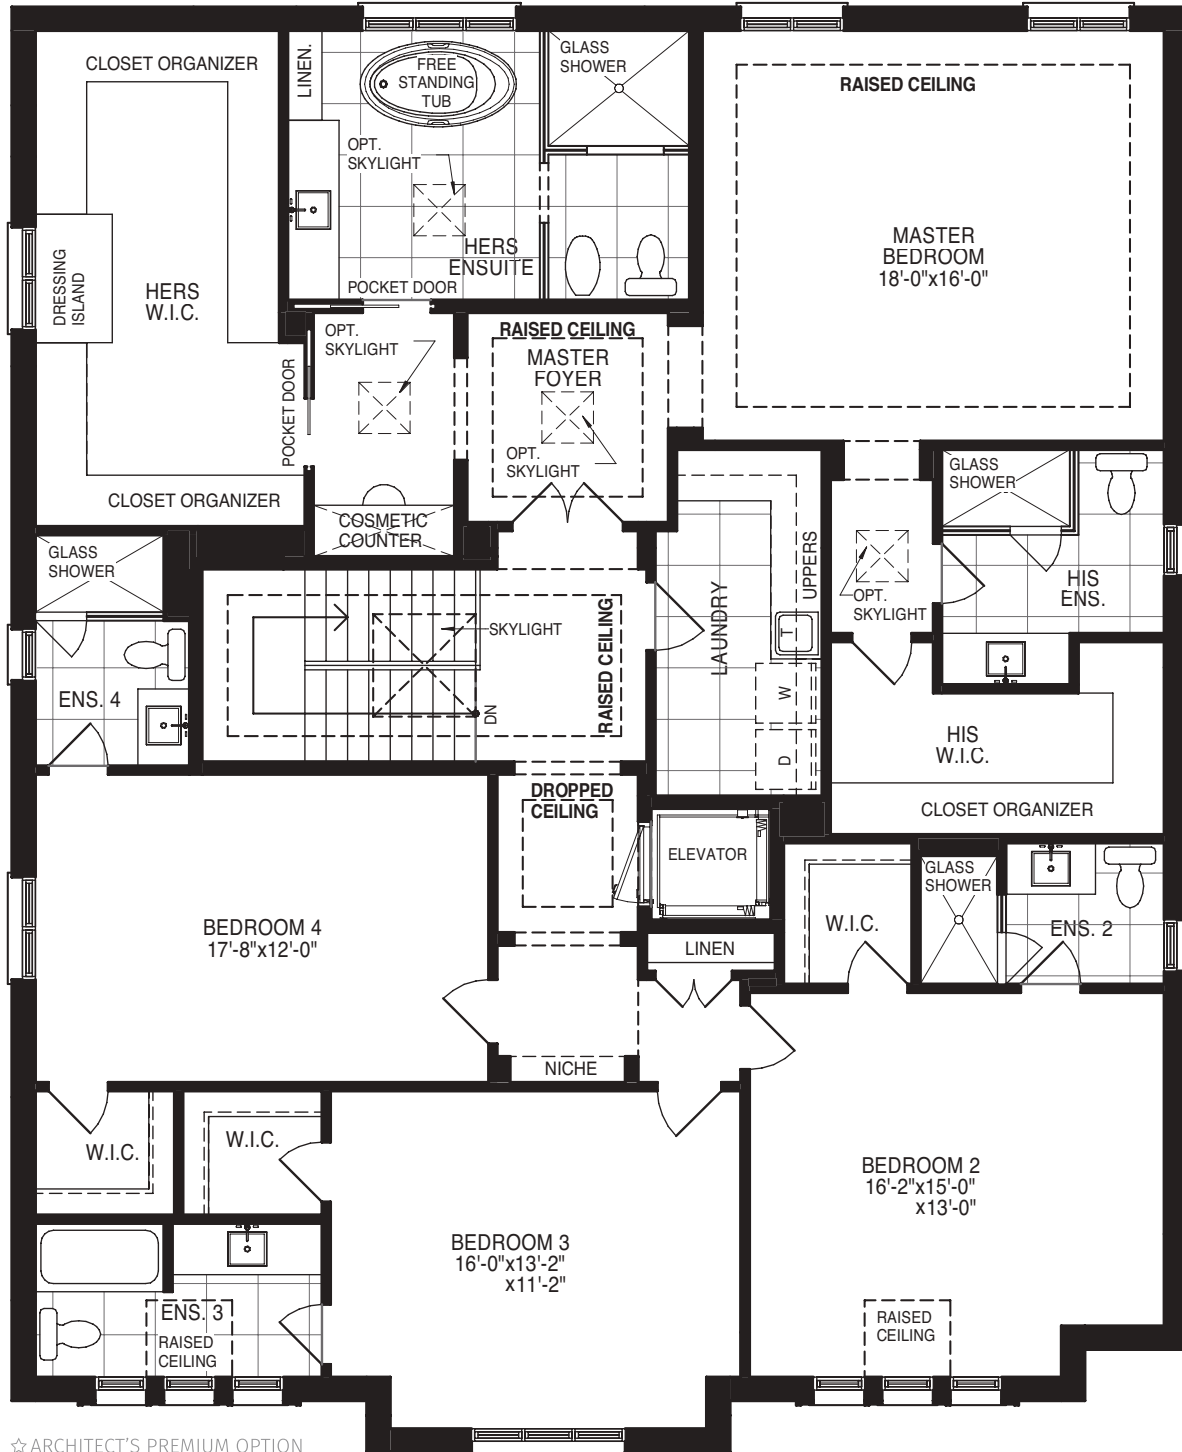 CLOSET ORGANIZER
LINEN.
FREE
STANDING
TUB
GLASS
SHOWER
RAISED CEILING
OPT.
SKYLIGHT
MASTER
BEDROOM
18'-0"x16'-0"
HERS
ENSUITE
DRESSING
ISLAND
HERS
W.I.C.
POCKET DOOR
OPT.
SKYLIGHT
RAISED CEILING
MASTER
FOYER
POCKET DOOR
OPT.
SKYLIGHT
GLASS
SHOWER
CLOSET ORGANIZER
COSMETIC
COUNTER
GLASS
SHOWER
UPPERS
HIS
ENS.
OPT.
SKYLIGHT
LAUNDRY
SKYLIGHT
RAISED CEILING
T
ENS. 4
DN
W
HIS
W.I.C.
D
DROPPED
CEILING
CLOSET ORGANIZER
ELEVATOR
GLASS
SHOWER
BEDROOM 4
17'-8"x12'-0"
W.I.C.
ENS. 2
LINEN
NICHE
W.I.C.
W.I.C.
BEDROOM 2
16'-2"x15'-0"
x13'-0"
BEDROOM 3
16'-0"x13'-2"
x11'-2"
ENS. 3
RAISED
CEILING
RAISED
CEILING
☆ ARCHITECT'S PREMIUM OPTION